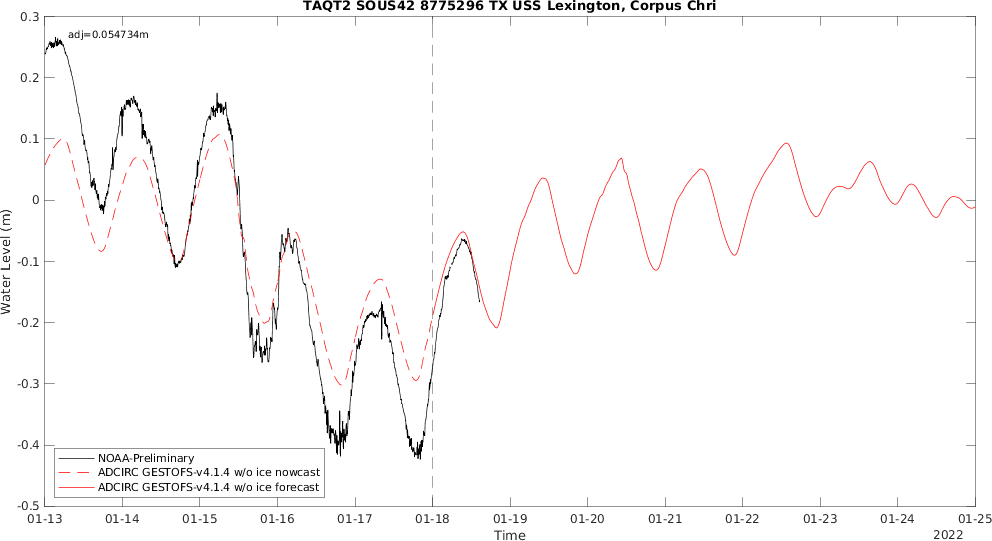 TAQT2 SOUS42 8775296 TX USS Lexington, Corpus Chri
adj=0.054734m
0.3
0.2
0.1
0
-0.1
-0.2
-0.3
-0.4
-0.5
Water Level (m)
NOAA-Preliminary
ADCIRC GESTOFS-v4.1.4 w/o ice nowcast
ADCIRC GESTOFS-v4.1.4 w/o ice forecast
01-13 01-14 01-15 01-16 01-17 01-18 01-19 01-20 01-21 01-22 01-23 01-24 01-25
Time
2022